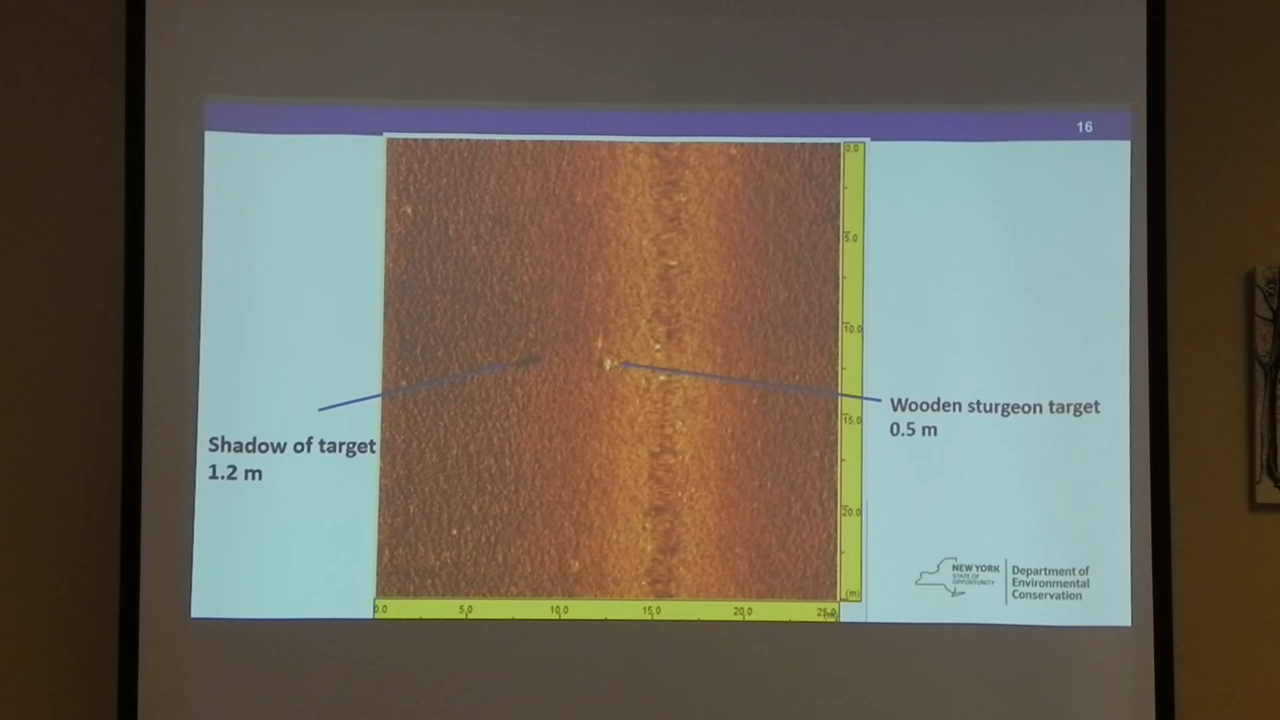 16
0.0
5.0
10.0
15.0
20.0
(m)
0.0
5.0
10.0
15.0
20.0
25.0
Shadow of target
1.2 m
Wooden sturgeon target
0.5 m
NEW YORK
STATE OF
OPPORTUNITY
Department of
Environmental
Conservation